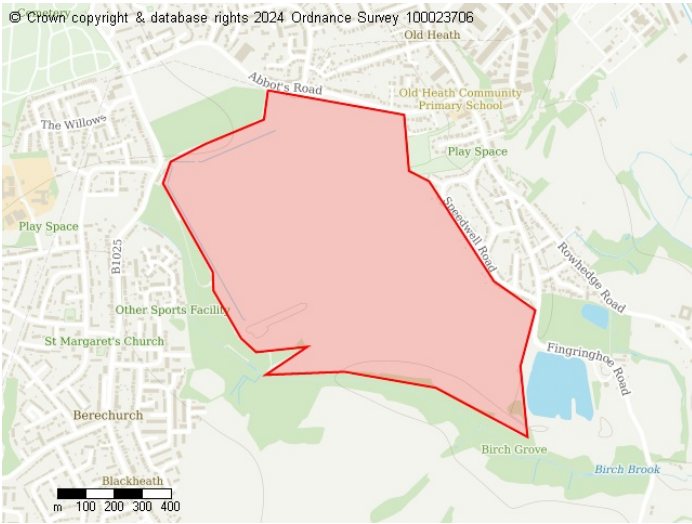 © Crown copyright & database rights 2024 Ordnance Survey 100023706
Cemetery
Old Heath
Abbot's Road
Old Heath Community
Primary School
The Willows
Play Space
Speedwell Road
Play Space
B1025
Rowhedge Road
Other Sports Facility
St Margaret's Church
Fingringhoe Road
Berechurch
Birch Grove
Birch Brook
Blackheath
m 100 200 300 400